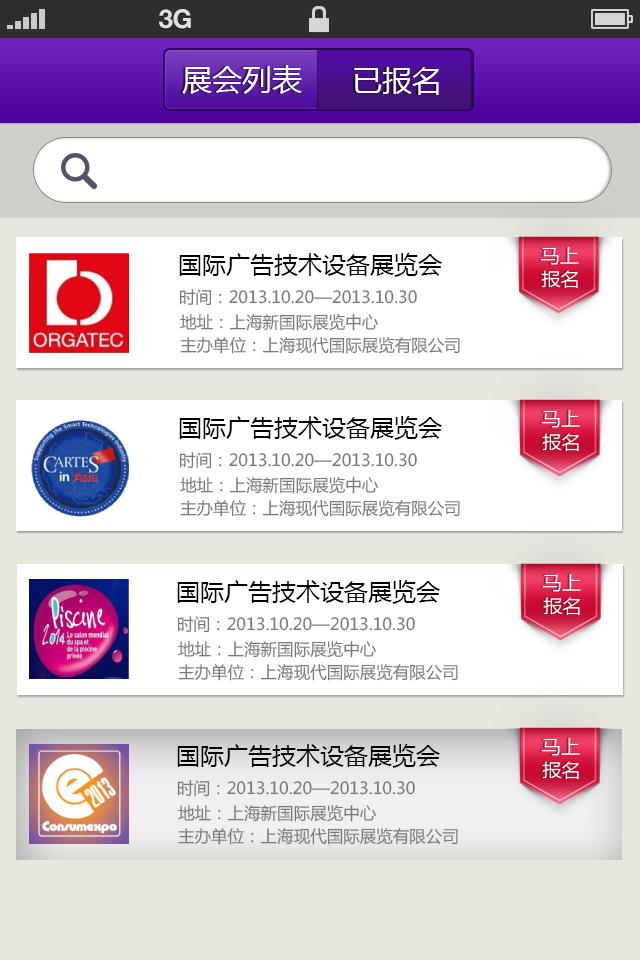 3G
展会列表
已报名
ORGATEC
国际广告技术设备展览会
时间：2013.10.20—2013.10.30
地址：上海新国际展览中心
主办单位：上海现代国际展览有限公司
马上
报名
Supporting the Smart Technologies Industry
CARTES
in Asia
国际广告技术设备展览会
时间：2013.10.20—2013.10.30
地址：上海新国际展览中心
主办单位：上海现代国际展览有限公司
马上
报名
Piscine
2014
Le salon mondial
du spa et
de la piscine
privée
国际广告技术设备展览会
时间：2013.10.20—2013.10.30
地址：上海新国际展览中心
主办单位：上海现代国际展览有限公司
马上
报名
e
2013
Consumexpo
国际广告技术设备展览会
时间：2013.10.20—2013.10.30
地址：上海新国际展览中心
主办单位：上海现代国际展览有限公司
马上
报名